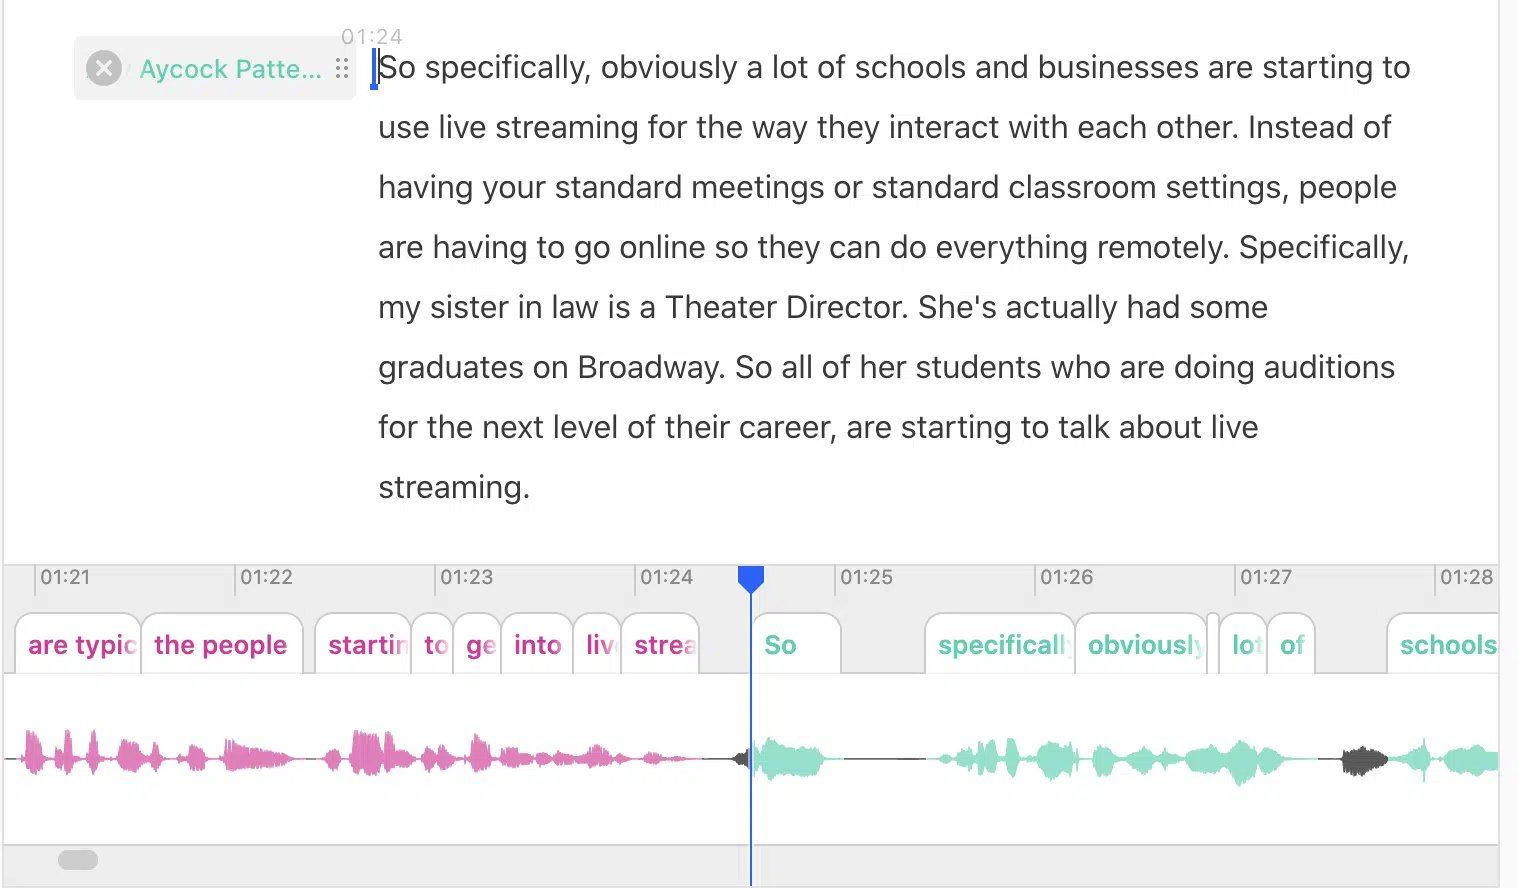 01:24
Aycock Patte...
So specifically, obviously a lot of schools and businesses are starting to
use live streaming for the way they interact with each other. Instead of
having your standard meetings or standard classroom settings, people
are having to go online so they can do everything remotely. Specifically,
my sister in law is a Theater Director. She's actually had some
graduates on Broadway. So all of her students who are doing auditions
for the next level of their career, are starting to talk about live
streaming.
01:21 01:22 01:23 01:24 01:25 01:26 01:27 01:28
are typic the people startin to ge into liv strea So specificall obviously lot of schools